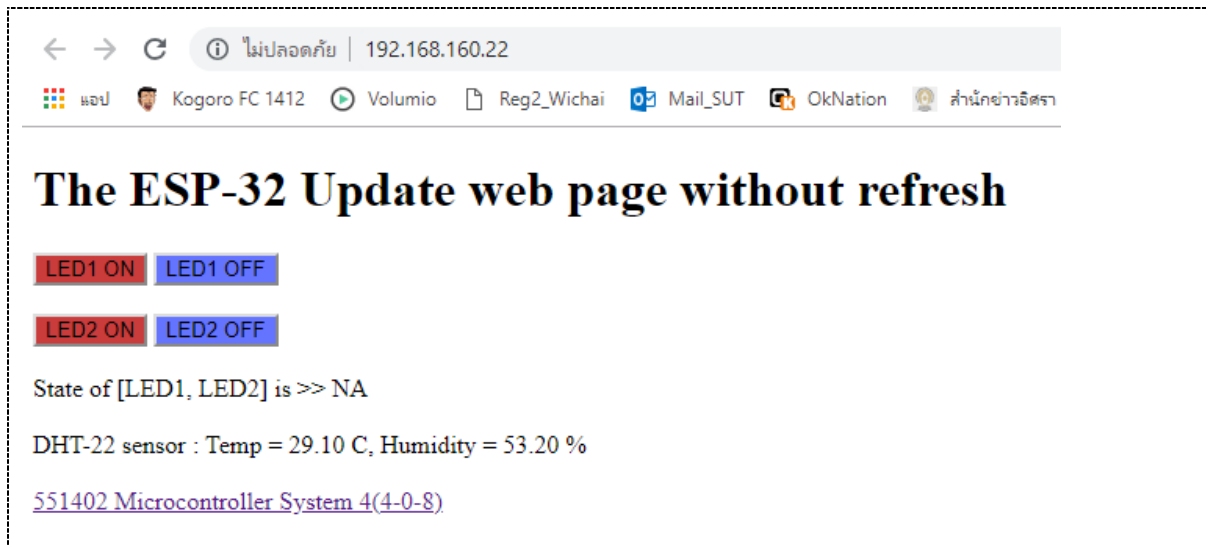 ไม่ปลอดภัย | 192.168.160.22
แอป Kogoro FC 1412 Volumio Reg2_Wichai Mail_SUT OkNation สำนักข่าวอิศรา
The ESP-32 Update web page without refresh
LED1 ON LED1 OFF
LED2 ON LED2 OFF
State of [LED1, LED2] is >> NA
DHT-22 sensor : Temp = 29.10 C, Humidity = 53.20 %
551402 Microcontroller System 4(4-0-8)